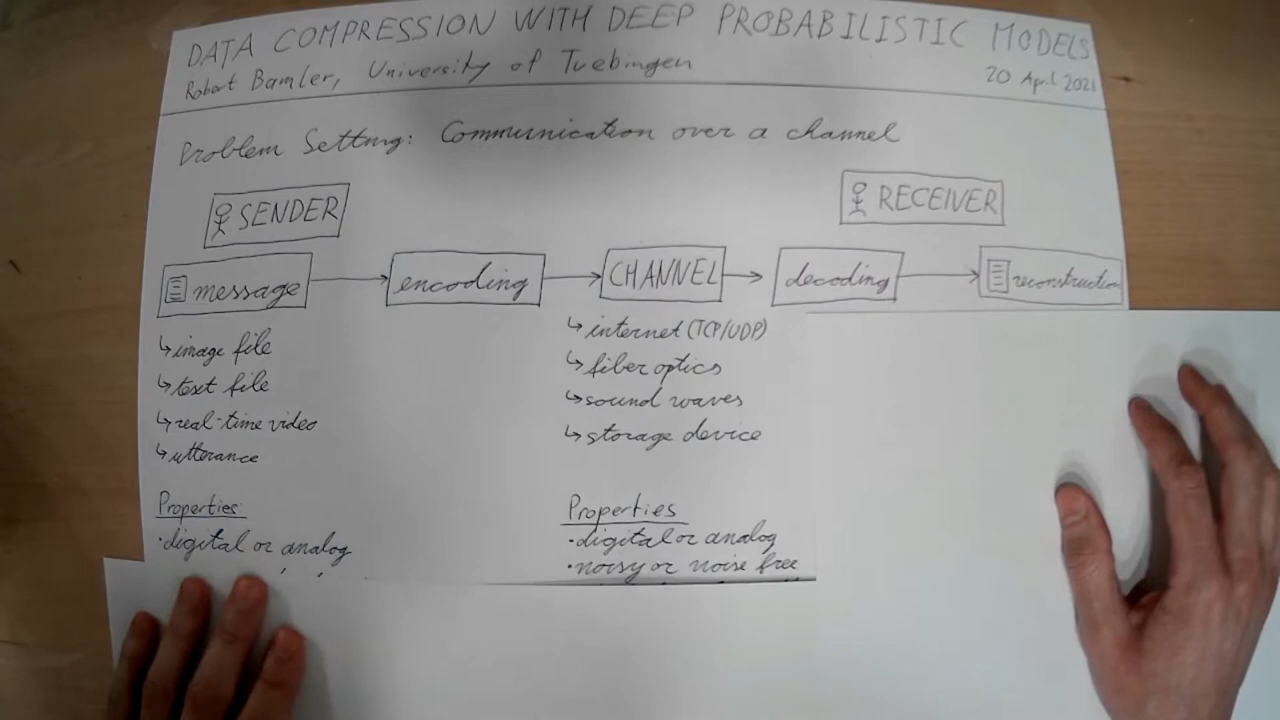 DATA COMPRESSION WITH DEEP PROBABILISTIC MODELS
Robert Bamler, University of Tuebingen
20 April 2021
Problem Setting: Communication over a channel
SENDER
RECEIVER
message
encoding
CHANNEL
decoding
reconstruction
↳image file
↳text file
↳real-time video
↳utterance
↳internet (TCP/UDP)
↳fiber optics
↳sound waves
↳storage device
Properties
·digital or analog
Properties
·digital or analog
·noisy or noise free